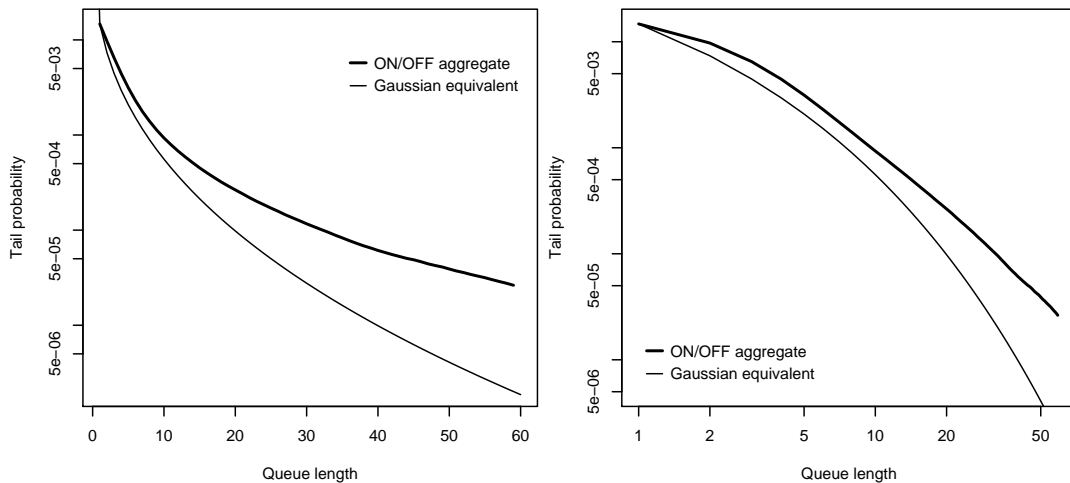 5e−03
5e−04
5e−05
5e−06
Tail probability
ON/OFF aggregate
Gaussian equivalent
0
10
20
30
40
50
60
Queue length
5e−03
5e−04
5e−05
5e−06
Tail probability
ON/OFF aggregate
Gaussian equivalent
1
2
5
10
20
50
Queue length